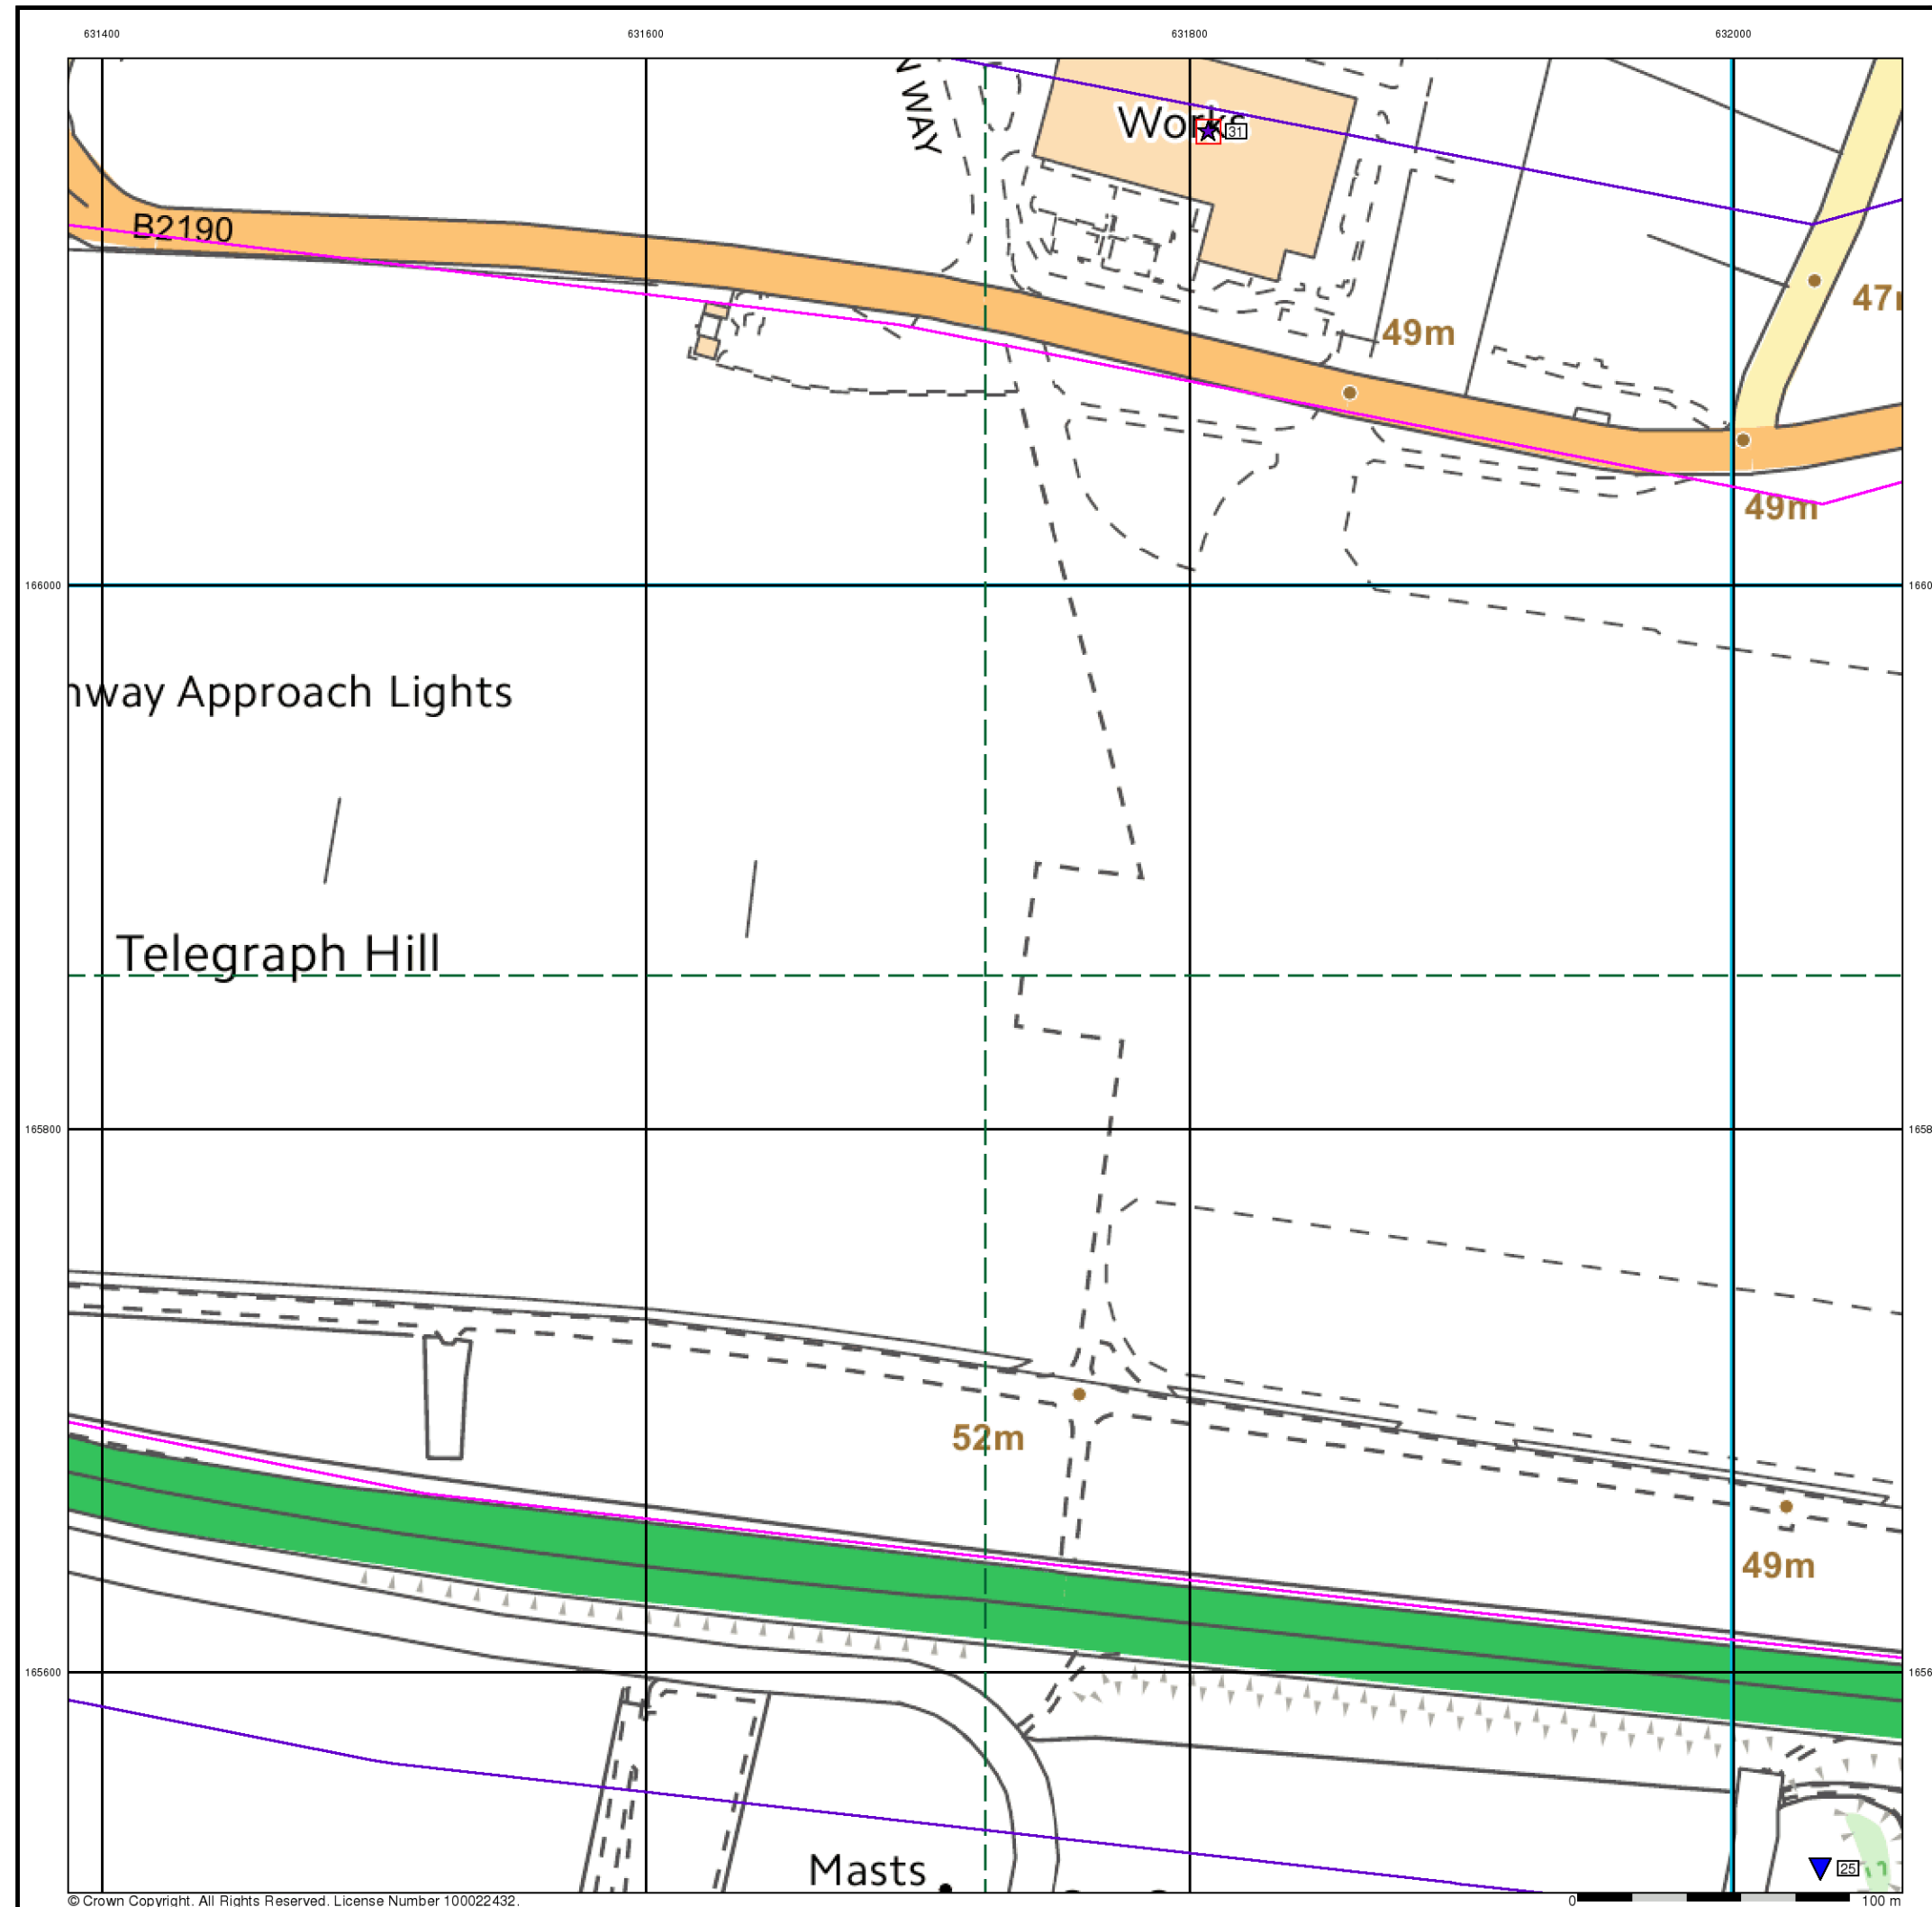 631400 631600 631800 632000
N WAY
Works
31
B2190
47
49m
49m
166000
Approach Lights
Telegraph Hill
165800
52m
49m
165600
Masts
25
© Crown Copyright. All Rights Reserved. License Number 100022432.
0 100 m